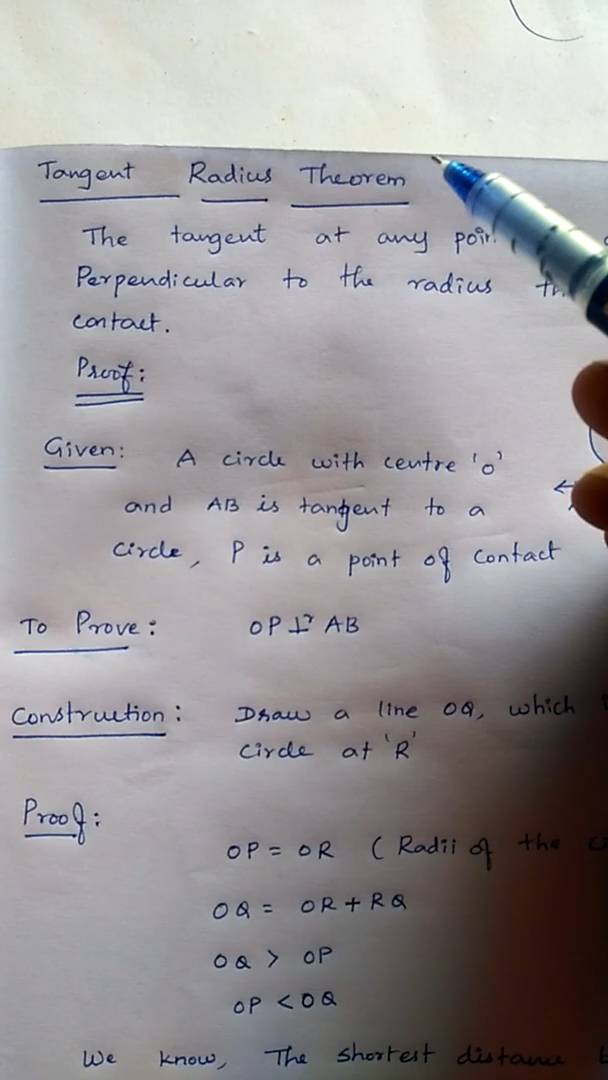 Tangent Radius Theorem
The tangent at any
Perpendicular to the radius
contact.
Proof:
Given: A circle with centre 'O'
and AB is tangent to a
circle, P is a point of contact
To Prove: OP ⊥r AB
Construction: Draw a line OQ, which
circle at 'R'
Proof:
OP = OR (Radii of the
OQ = OR + RQ
OQ > OP
OP < OQ
We know, The shortest distance